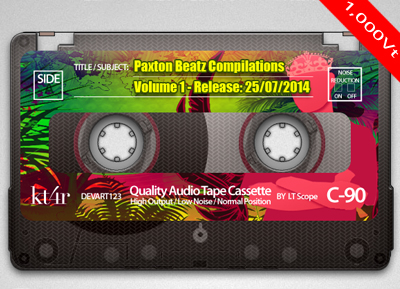 1,000Vt
SIDE
TITLE / SUBJECT: Paxton Beatz Compilations
Volume 1 - Release: 25/07/2014
NOISE
REDUCTION
ON OFF
kt4ir DEVART123 Quality Audio Tape Cassette BY LT Scope C-90
High Output / Low Noise / Normal Position